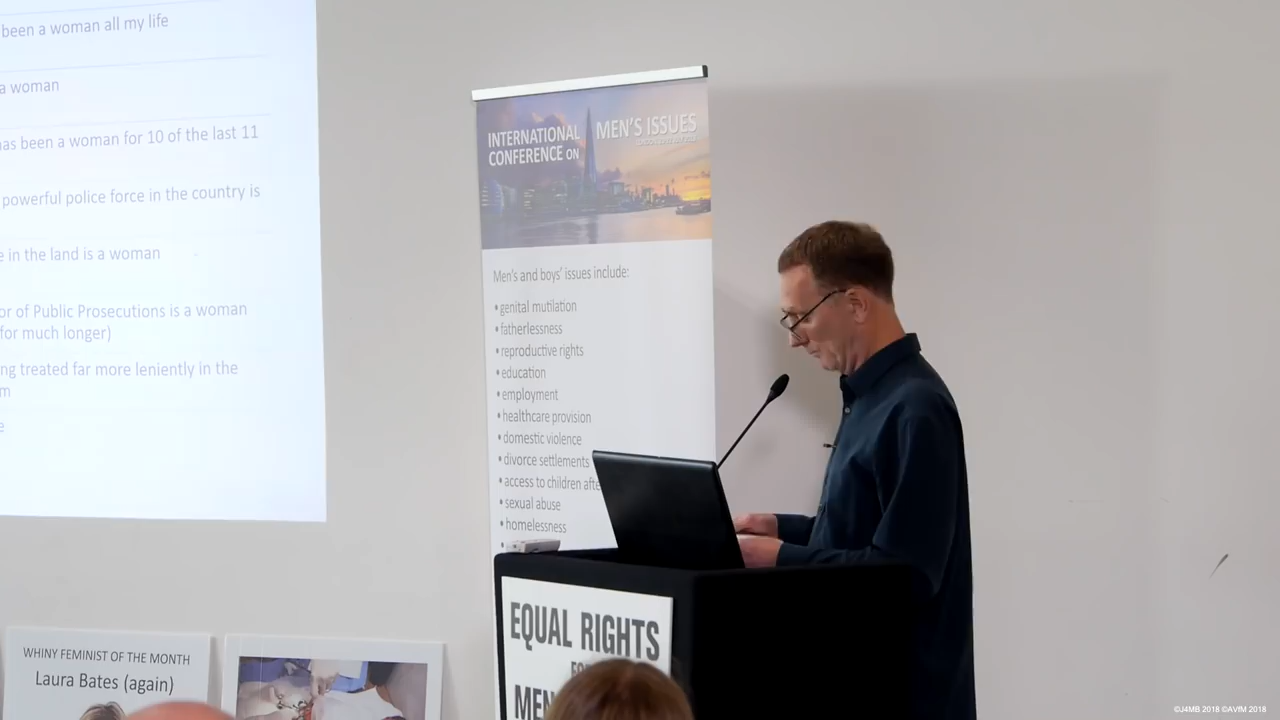 been a woman all my life
a woman
has been a woman for 10 of the last 11
powerful police force in the country is
e in the land is a woman
or of Public Prosecutions is a woman
for much longer)
ng treated far more leniently in the
m
e
INTERNATIONAL
CONFERENCE ON
MEN'S ISSUES
Men's and boys' issues include:
• genital mutilation
• fatherlessness
• reproductive rights
• education
• employment
• healthcare provision
• domestic violence
• divorce settlements
• access to children afte
• sexual abuse
• homelessness
EQUAL RIGHTS
FOR
MEN
WHINY FEMINIST OF THE MONTH
Laura Bates (again)
©J4MB 2018 ©AVfM 2018